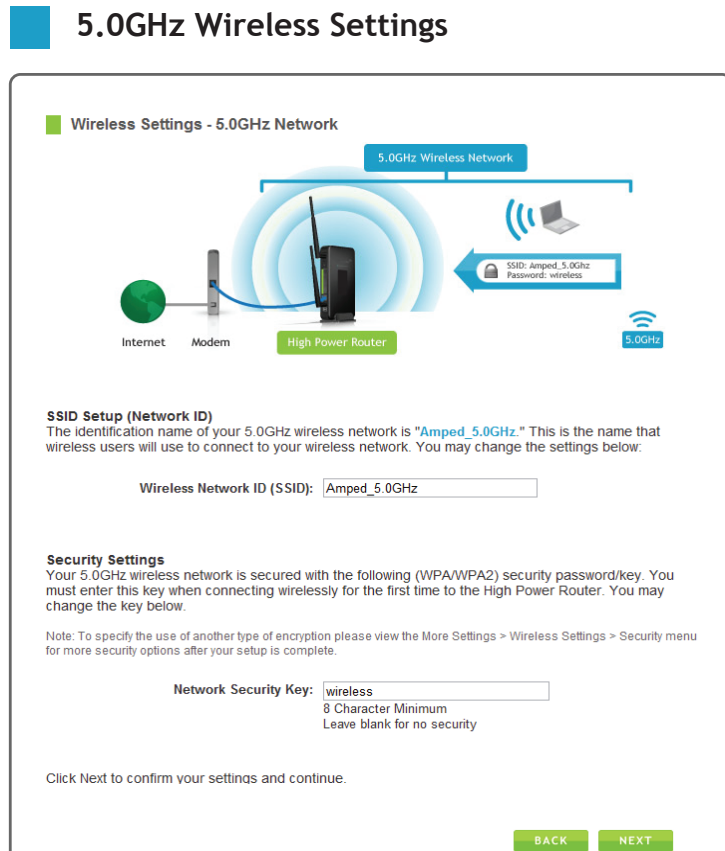 5.0GHz Wireless Settings
Wireless Settings - 5.0GHz Network
5.0GHz Wireless Network
SSID: Amped_5.0Ghz
Password: wireless
Internet
Modem
High Power Router
5.0GHz
SSID Setup (Network ID)
The identification name of your 5.0GHz wireless network is "Amped_5.0GHz." This is the name that
wireless users will use to connect to your wireless network. You may change the settings below:
Wireless Network ID (SSID): Amped_5.0GHz
Security Settings
Your 5.0GHz wireless network is secured with the following (WPA/WPA2) security password/key. You
must enter this key when connecting wirelessly for the first time to the High Power Router. You may
change the key below.
Note: To specify the use of another type of encryption please view the More Settings > Wireless Settings > Security menu
for more security options after your setup is complete.
Network Security Key: wireless
8 Character Minimum
Leave blank for no security
Click Next to confirm your settings and continue.
BACK NEXT